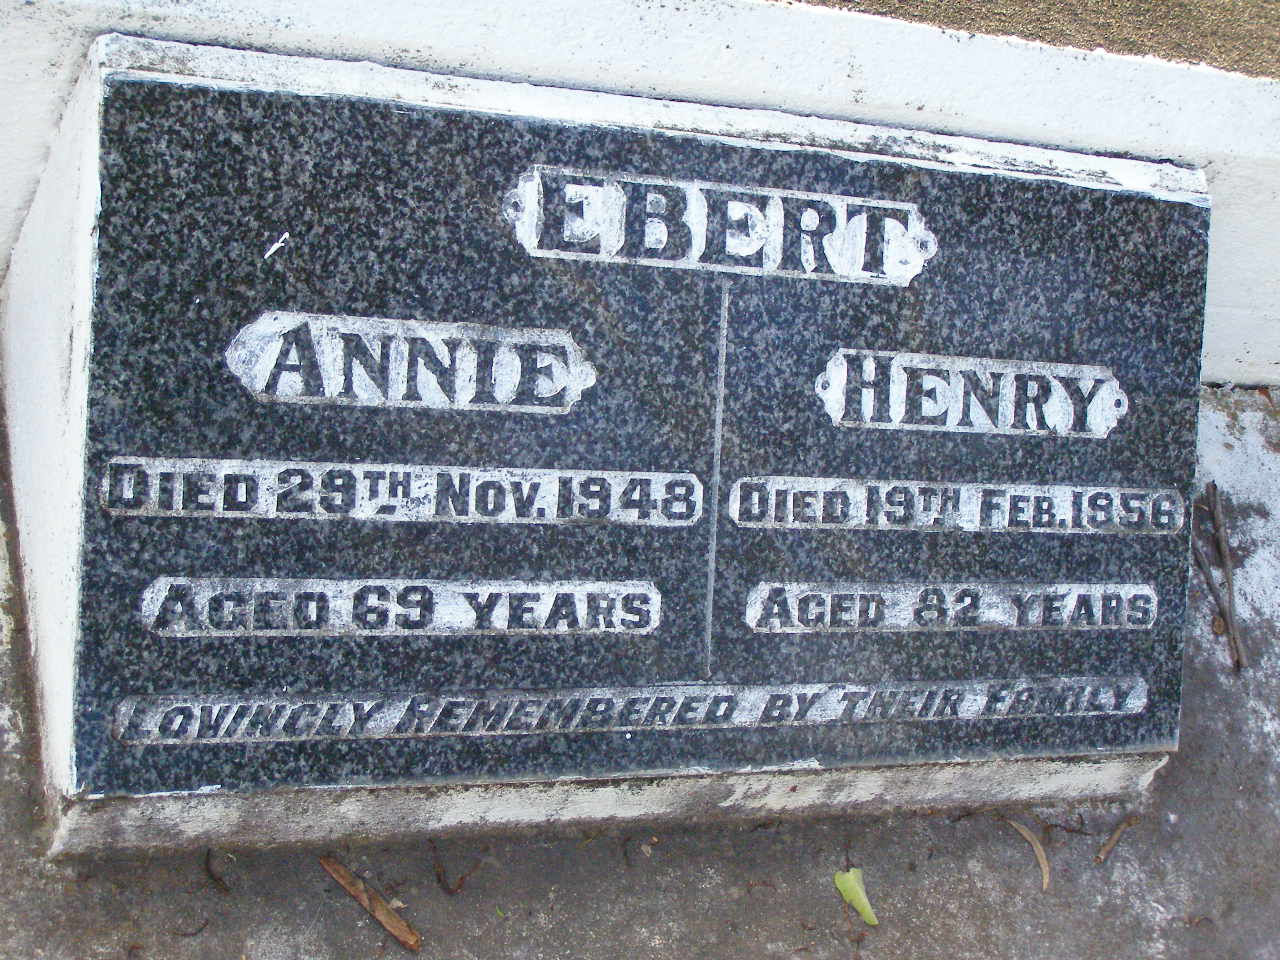 EBERT
ANNIE
DIED 29TH NOV. 1948
AGED 69 YEARS
HENRY
DIED 19TH FEB. 1956
AGED 82 YEARS
LOVINGLY REMEMBERED BY THEIR FAMILY